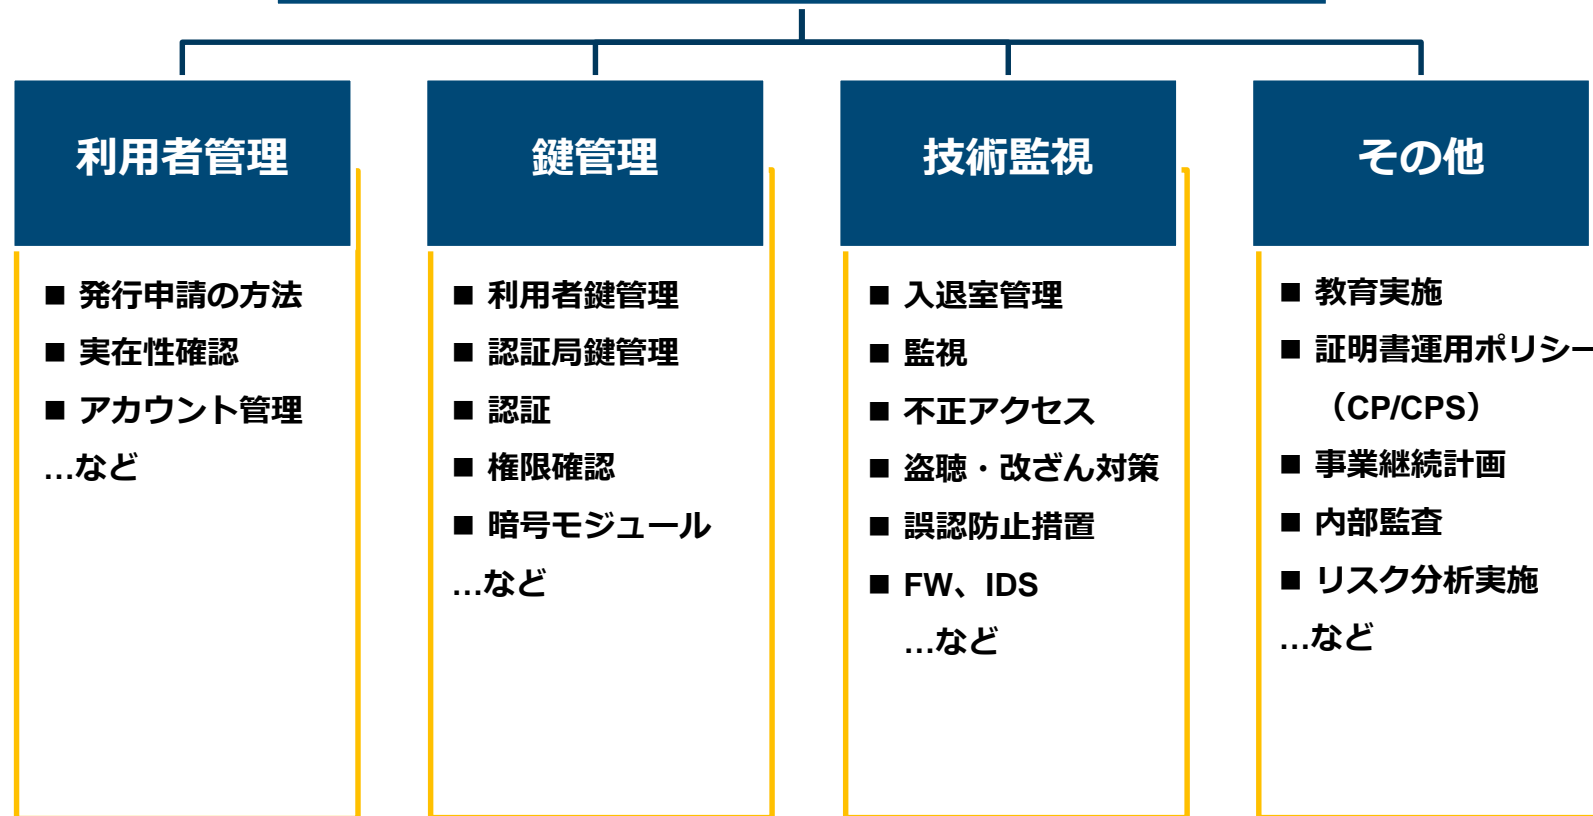 利用者管理
■ 発行申請の方法
■ 実在性確認
■ アカウント管理
…など
鍵管理
■ 利用者鍵管理
■ 認証局鍵管理
■ 認証
■ 権限確認
■ 暗号モジュール
…など
技術監視
■ 入退室管理
■ 監視
■ 不正アクセス
■ 盗聴・改ざん対策
■ 誤認防止措置
■ FW、IDS
…など
その他
■ 教育実施
■ 証明書運用ポリシー
（CP/CPS）
■ 事業継続計画
■ 内部監査
■ リスク分析実施
…など